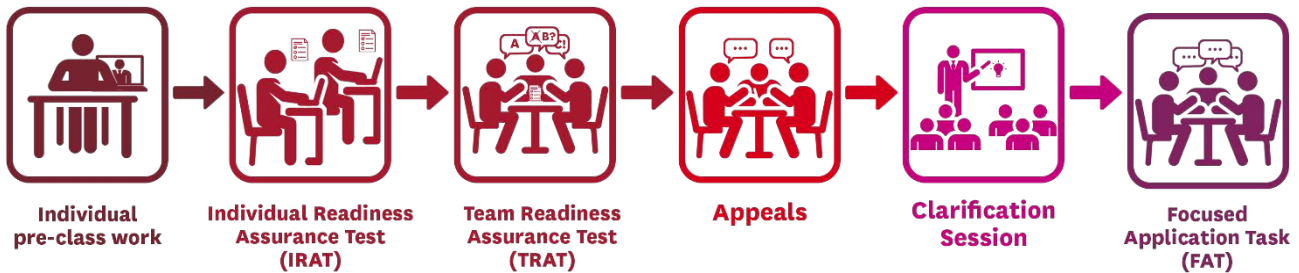 A
A B?
C!
Individual
pre-class work
Individual Readiness
Assurance Test
(IRAT)
Team Readiness
Assurance Test
(TRAT)
Appeals
Clarification
Session
Focused
Application Task
(FAT)